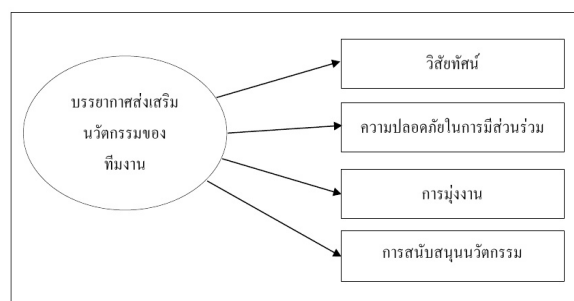 บรรยากาศส่งเสริม
นวัตกรรมของ
ทีมงาน
วิสัยทัศน์
ความปลอดภัยในการมีส่วนร่วม
การมุ่งงาน
การสนับสนุนนวัตกรรม